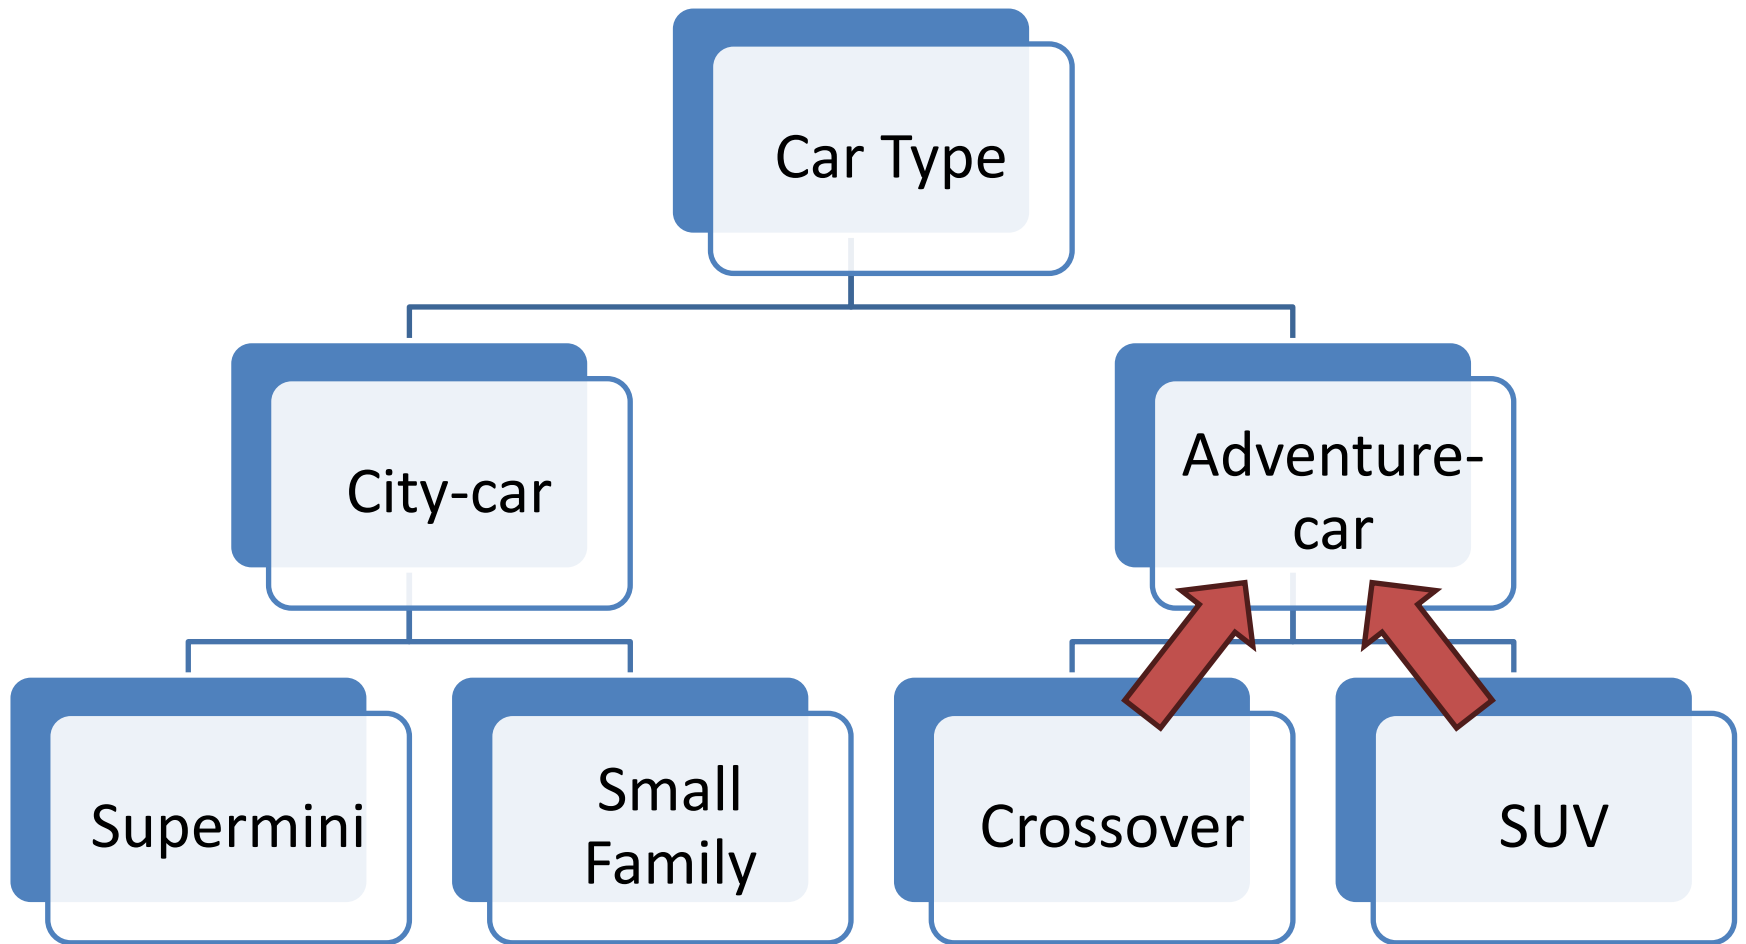 Car Type
City-car
Adventure-
car
Supermini
Small
Family
Crossover
SUV